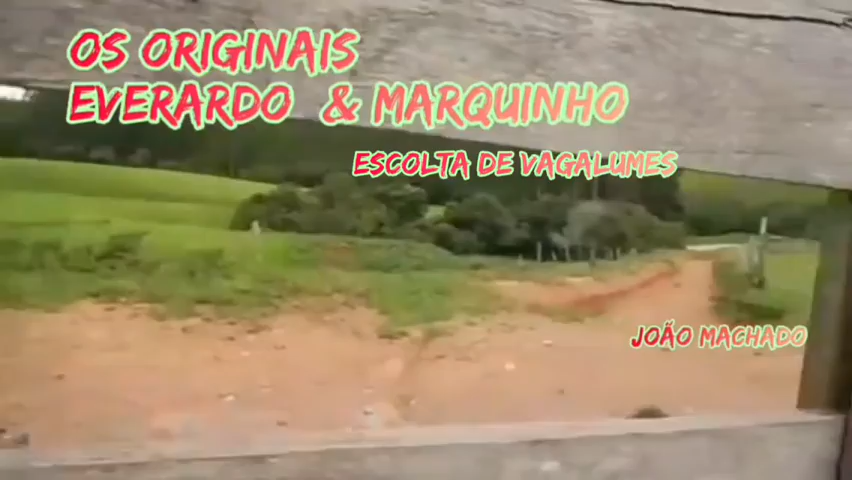 OS ORIGINAIS
EVERARDO & MARQUINHO
ESCOLTA DE VAGALUMES
JOÃO MACHADO